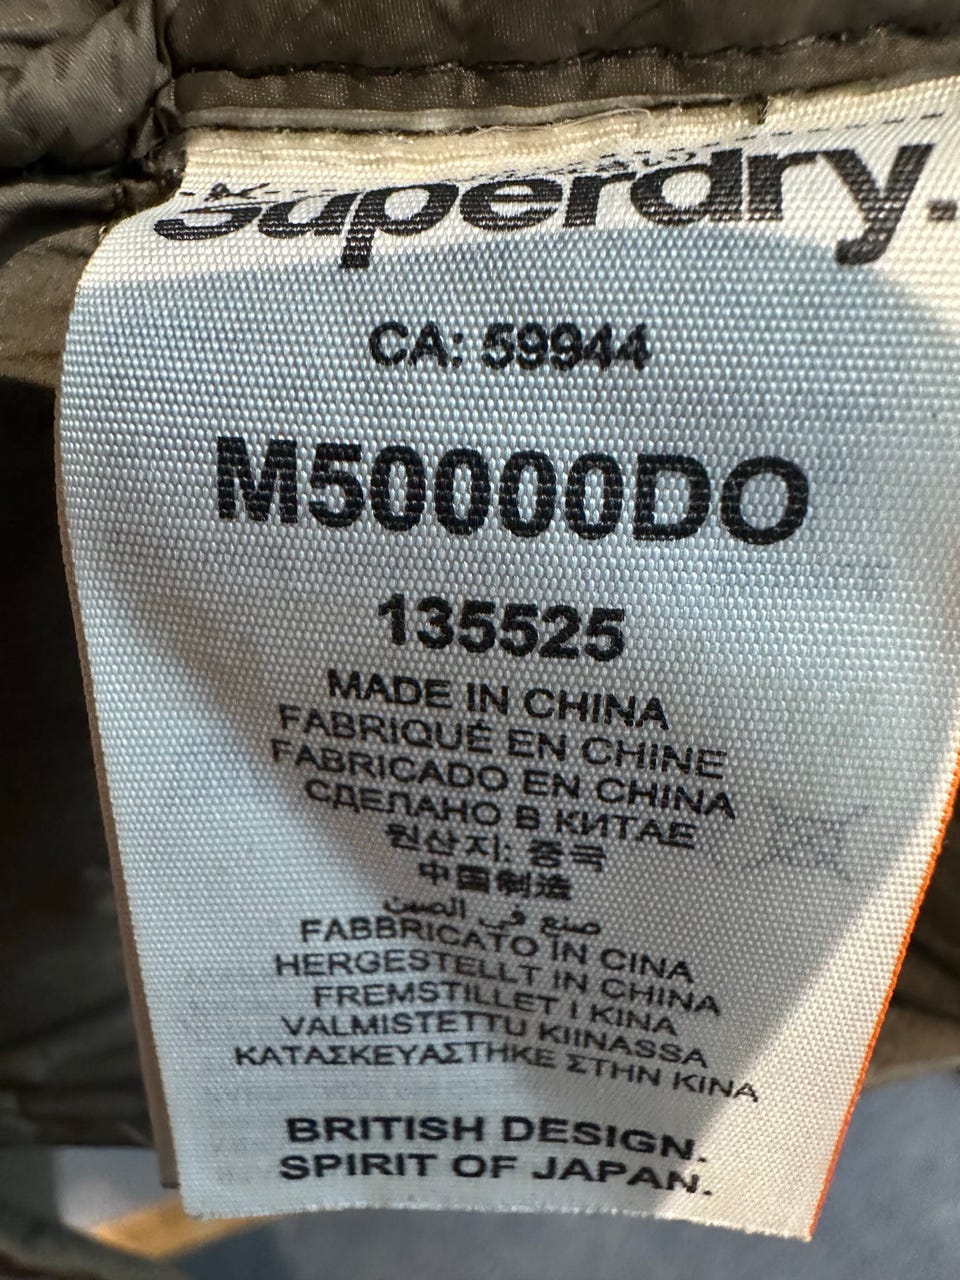 Superdry.
CA: 59944
M50000DO
135525
MADE IN CHINA
FABRIQUÉ EN CHINE
FABRICADO EN CHINA
СДЕЛАНО В КИТАЕ
원산지: 중국
中国制造
صنع في الصين
FABBRICATO IN CINA
HERGESTELLT IN CHINA
FREMSTILLET I KINA
VALMISTETTU KIINASSA
ΚΑΤΑΣΚΕΥΑΣΤΗΚΕ ΣΤΗΝ ΚΙΝΑ
BRITISH DESIGN.
SPIRIT OF JAPAN.